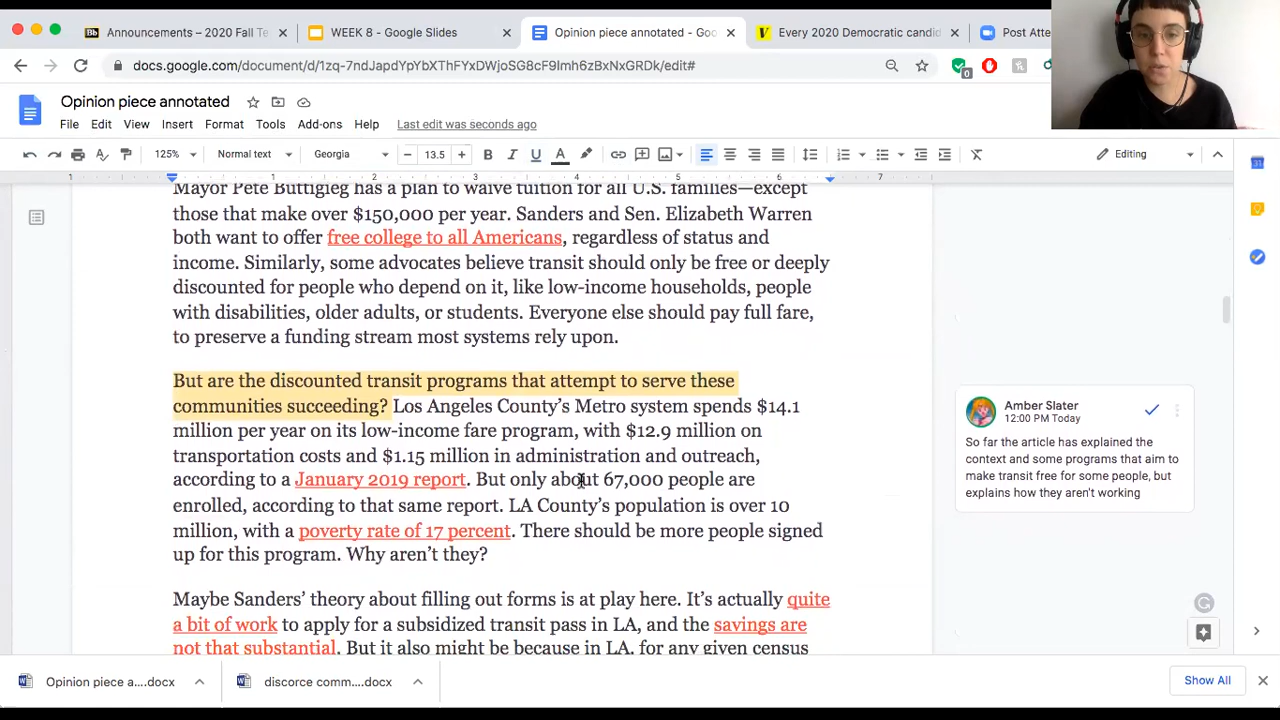 Announcements – 2020 Fall Te
WEEK 8 - Google Slides
Opinion piece annotated - Goo
Every 2020 Democratic candid
Post Atte
docs.google.com/document/d/1zq-7ndJapdYpYbXThFYxDWjoSG8cF9Imh6zBxNxGRDk/edit#
Opinion piece annotated
File Edit View Insert Format Tools Add-ons Help Last edit was seconds ago
125% Normal text Georgia 13.5 Editing
1 2 3 4 5 6 7
Mayor Pete Buttigieg has a plan to waive tuition for all U.S. families—except
those that make over $150,000 per year. Sanders and Sen. Elizabeth Warren
both want to offer free college to all Americans, regardless of status and
income. Similarly, some advocates believe transit should only be free or deeply
discounted for people who depend on it, like low-income households, people
with disabilities, older adults, or students. Everyone else should pay full fare,
to preserve a funding stream most systems rely upon.
But are the discounted transit programs that attempt to serve these
communities succeeding? Los Angeles County’s Metro system spends $14.1
million per year on its low-income fare program, with $12.9 million on
transportation costs and $1.15 million in administration and outreach,
according to a January 2019 report. But only about 67,000 people are
enrolled, according to that same report. LA County’s population is over 10
million, with a poverty rate of 17 percent. There should be more people signed
up for this program. Why aren’t they?
Maybe Sanders’ theory about filling out forms is at play here. It’s actually quite
a bit of work to apply for a subsidized transit pass in LA, and the savings are
not that substantial. But it also might be because in LA, for any given census
Amber Slater
12:00 PM Today
So far the article has explained the
context and some programs that aim to
make transit free for some people, but
explains how they aren't working
Opinion piece a....docx
discorce comm....docx
Show All